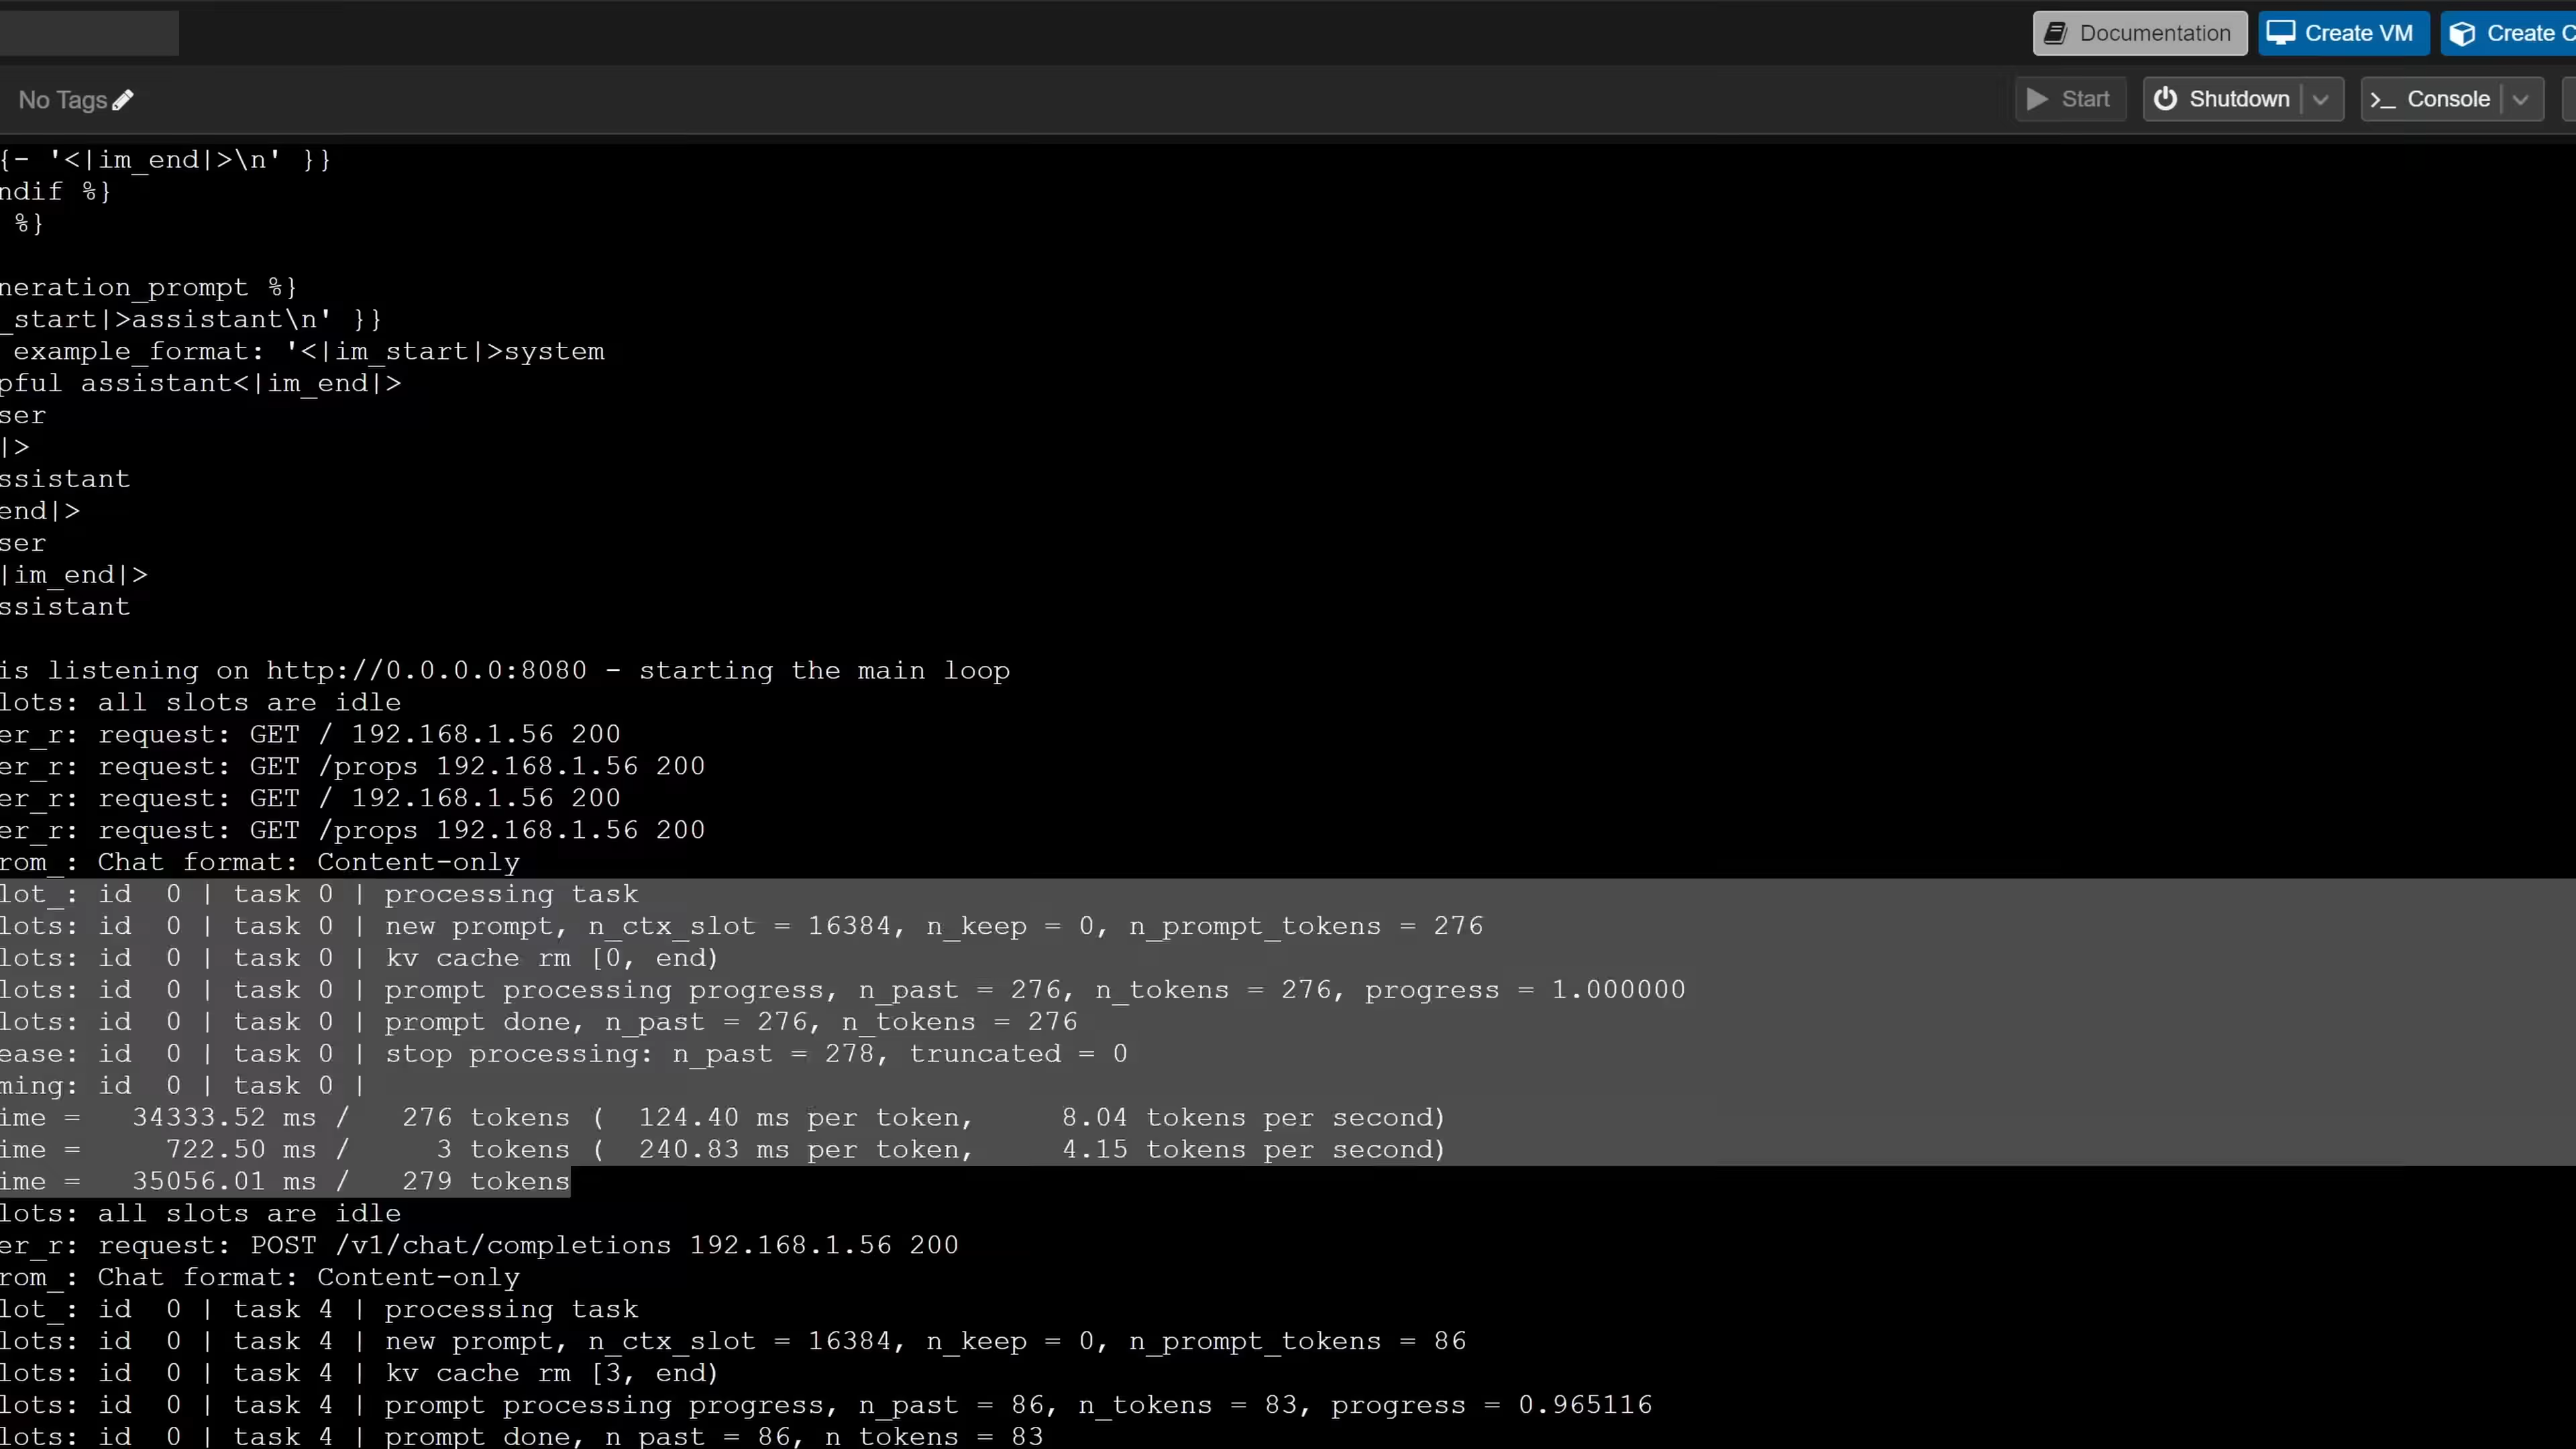 Documentation
Create VM
Create C
No Tags
Start
Shutdown
Console
{- '<|im_end|>\n' }}
ndif %}
%}
neration_prompt %}
_start|>assistant\n' }}
example_format: '<|im_start|>system
pful assistant<|im_end|>
ser
|>
ssistant
end|>
ser
|im_end|>
ssistant
is listening on http://0.0.0.0:8080 - starting the main loop
lots: all slots are idle
er_r: request: GET / 192.168.1.56 200
er_r: request: GET /props 192.168.1.56 200
er_r: request: GET / 192.168.1.56 200
er_r: request: GET /props 192.168.1.56 200
rom_: Chat format: Content-only
lot_: id  0 | task 0 | processing task
lots: id  0 | task 0 | new prompt, n_ctx_slot = 16384, n_keep = 0, n_prompt_tokens = 276
lots: id  0 | task 0 | kv cache rm [0, end)
lots: id  0 | task 0 | prompt processing progress, n_past = 276, n_tokens = 276, progress = 1.000000
lots: id  0 | task 0 | prompt done, n_past = 276, n_tokens = 276
ease: id  0 | task 0 | stop processing: n_past = 278, truncated = 0
ming: id  0 | task 0 |
ime =   34333.52 ms /   276 tokens (  124.40 ms per token,     8.04 tokens per second)
ime =     722.50 ms /     3 tokens (  240.83 ms per token,     4.15 tokens per second)
ime =   35056.01 ms /   279 tokens
lots: all slots are idle
er_r: request: POST /v1/chat/completions 192.168.1.56 200
rom_: Chat format: Content-only
lot_: id  0 | task 4 | processing task
lots: id  0 | task 4 | new prompt, n_ctx_slot = 16384, n_keep = 0, n_prompt_tokens = 86
lots: id  0 | task 4 | kv cache rm [3, end)
lots: id  0 | task 4 | prompt processing progress, n_past = 86, n_tokens = 83, progress = 0.965116
lots: id  0 | task 4 | prompt done, n_past = 86, n_tokens = 83